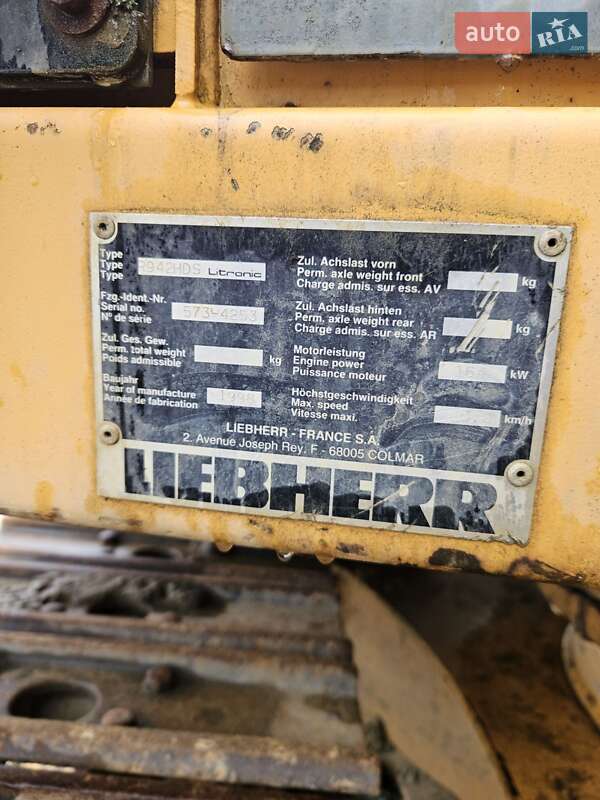 auto RIA .com
Type
Type
Type
R942HDS Litronic
Fzg.-Ident.-Nr.
Serial no.
N° de série
573-4253
Zul. Ges. Gew.
Perm. total weight
Poids admissible
kg
Baujahr
Year of manufacture
Année de fabrication
1998
Zul. Achslast vorn
Perm. axle weight front
Charge admis. sur ess. AV
kg
Zul. Achslast hinten
Perm. axle weight rear
Charge admis. sur ess. AR
kg
Motorleistung
Engine power
Puissance moteur
kW
Höchstgeschwindigkeit
Max. speed
Vitesse maxi.
km/h
LIEBHERR - FRANCE S.A.
2. Avenue Joseph Rey. F - 68005 COLMAR
LIEBHERR